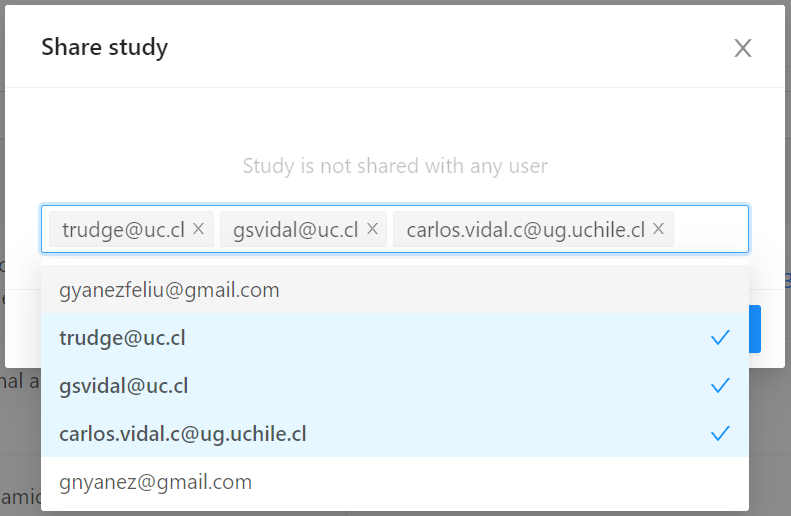 Share study
Study is not shared with any user
trudge@uc.cl gsvidal@uc.cl carlos.vidal.c@ug.uchile.cl
gyanezfeliu@gmail.com
trudge@uc.cl
nal a
gsvidal@uc.cl
carlos.vidal.c@ug.uchile.cl
gnyanez@gmail.com
amic